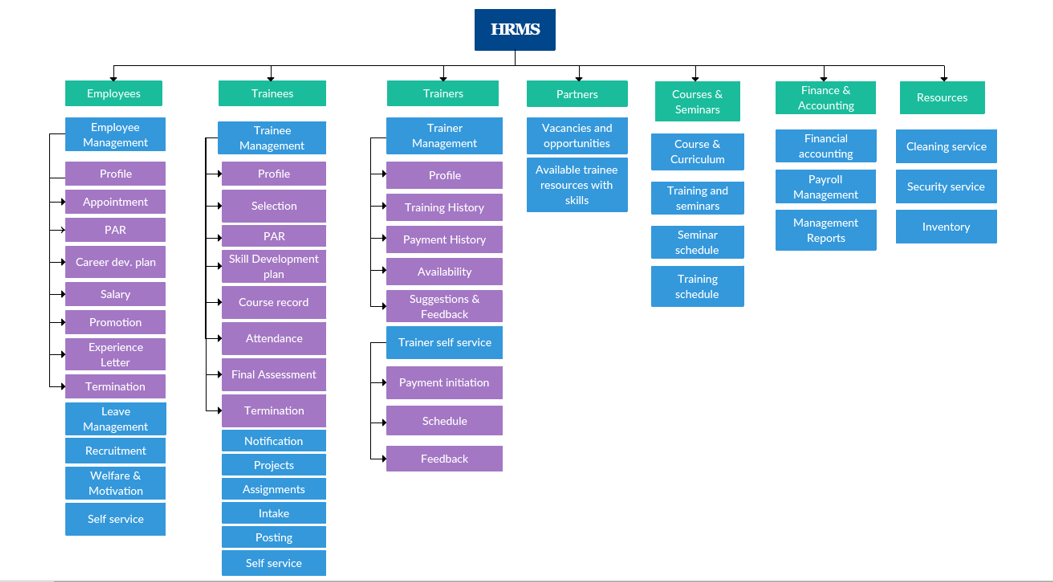 HRMS
Employees
Employee
Management
Profile
Appointment
PAR
Career dev. plan
Salary
Promotion
Experience
Letter
Termination
Leave
Management
Recruitment
Welfare &
Motivation
Self service
Trainees
Trainee
Management
Profile
Selection
PAR
Skill Development
plan
Course record
Attendance
Final Assessment
Termination
Notification
Projects
Assignments
Intake
Posting
Self service
Trainers
Trainer
Management
Profile
Training History
Payment History
Availability
Suggestions &
Feedback
Trainer self service
Payment initiation
Schedule
Feedback
Partners
Vacancies and
opportunities
Available trainee
resources with
skills
Courses &
Seminars
Course &
Curriculum
Training and
seminars
Seminar
schedule
Training
schedule
Finance &
Accounting
Financial
accounting
Payroll
Management
Management
Reports
Resources
Cleaning service
Security service
Inventory